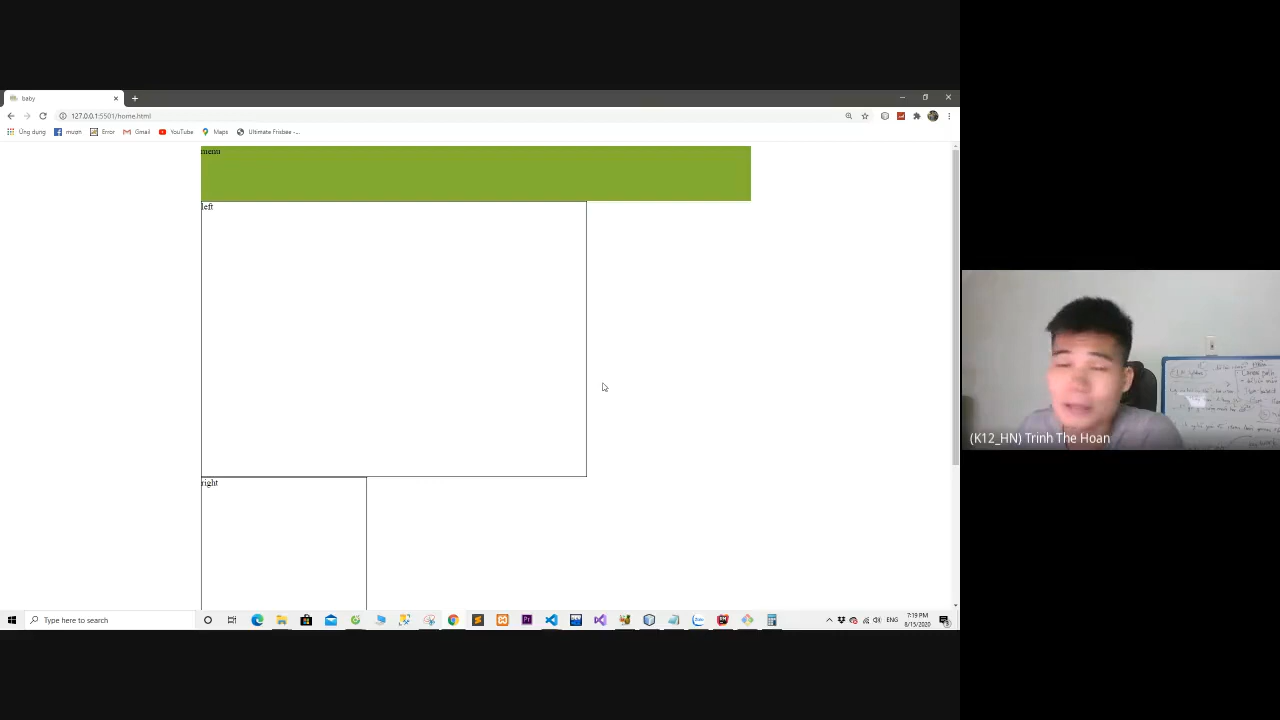 baby
127.0.0.1:5501/home.html
Ứng dụng
mượn
Error
Gmail
YouTube
Maps
Ultimate Frisbee -...
menu
left
right
(K12_HN) Trinh The Hoan
Type here to search
ENG
7:19 PM
8/15/2020